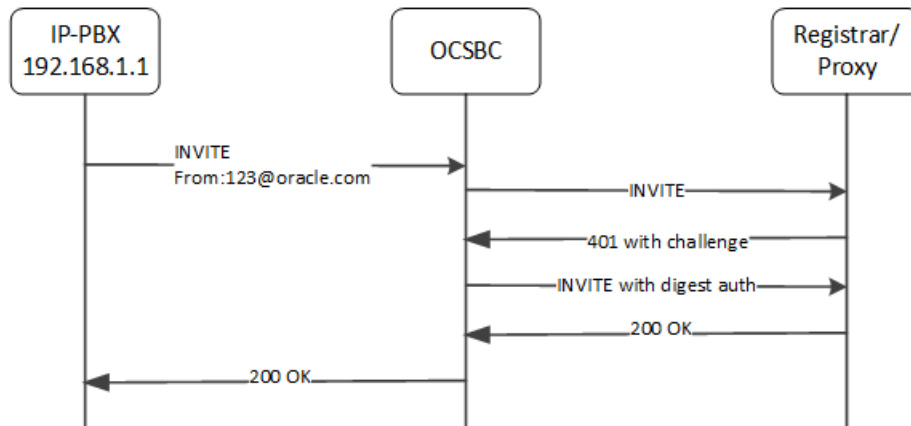 IP-PBX
192.168.1.1
OCSBC
Registrar/
Proxy
INVITE
From:123@oracle.com
INVITE
401 with challenge
INVITE with digest auth
200 OK
200 OK